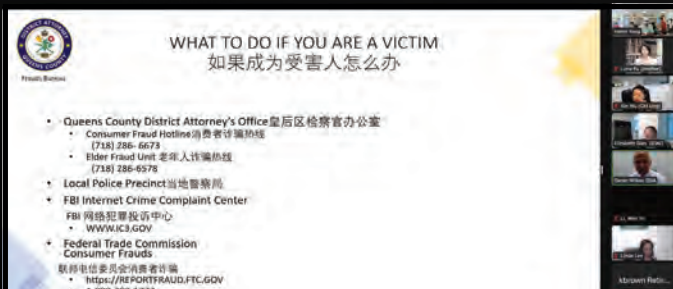 DISTRICT ATTORNEY
QUEENS COUNTY
Frauds Bureau
WHAT TO DO IF YOU ARE A VICTIM
如果成为受害人怎么办
• Queens County District Attorney's Office皇后区检察官办公室
• Consumer Fraud Hotline消费者诈骗热线
(718) 286- 6673
• Elder Fraud Unit 老年人诈骗热线
(718) 286-6578
• Local Police Precinct当地警察局
• FBI Internet Crime Complaint Center
FBI 网络犯罪投诉中心
• WWW.IC3.GOV
• Federal Trade Commission
Consumer Frauds
联邦电信委员会消费者诈骗
• https://REPORTFRAUD.FTC.GOV
kbrown